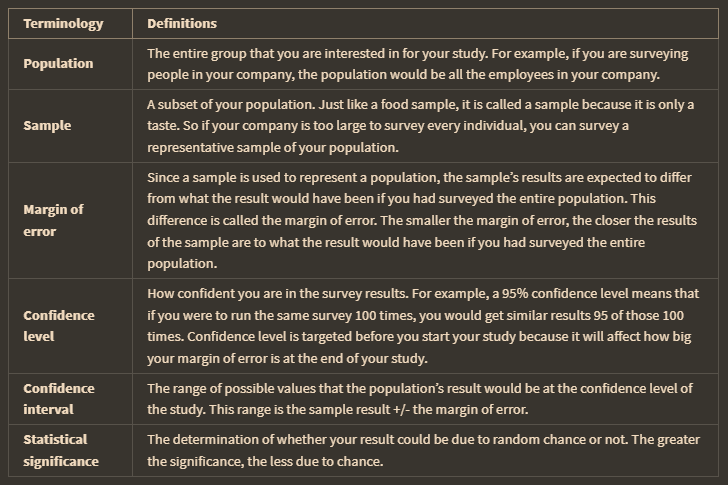 Terminology Definitions
Population
The entire group that you are interested in for your study. For example, if you are surveying
people in your company, the population would be all the employees in your company.
Sample
A subset of your population. Just like a food sample, it is called a sample because it is only a
taste. So if your company is too large to survey every individual, you can survey a
representative sample of your population.
Margin of
error
Since a sample is used to represent a population, the sample’s results are expected to differ
from what the result would have been if you had surveyed the entire population. This
difference is called the margin of error. The smaller the margin of error, the closer the results
of the sample are to what the result would have been if you had surveyed the entire
population.
Confidence
level
How confident you are in the survey results. For example, a 95% confidence level means that
if you were to run the same survey 100 times, you would get similar results 95 of those 100
times. Confidence level is targeted before you start your study because it will affect how big
your margin of error is at the end of your study.
Confidence
interval
The range of possible values that the population’s result would be at the confidence level of
the study. This range is the sample result +/- the margin of error.
Statistical
significance
The determination of whether your result could be due to random chance or not. The greater
the significance, the less due to chance.